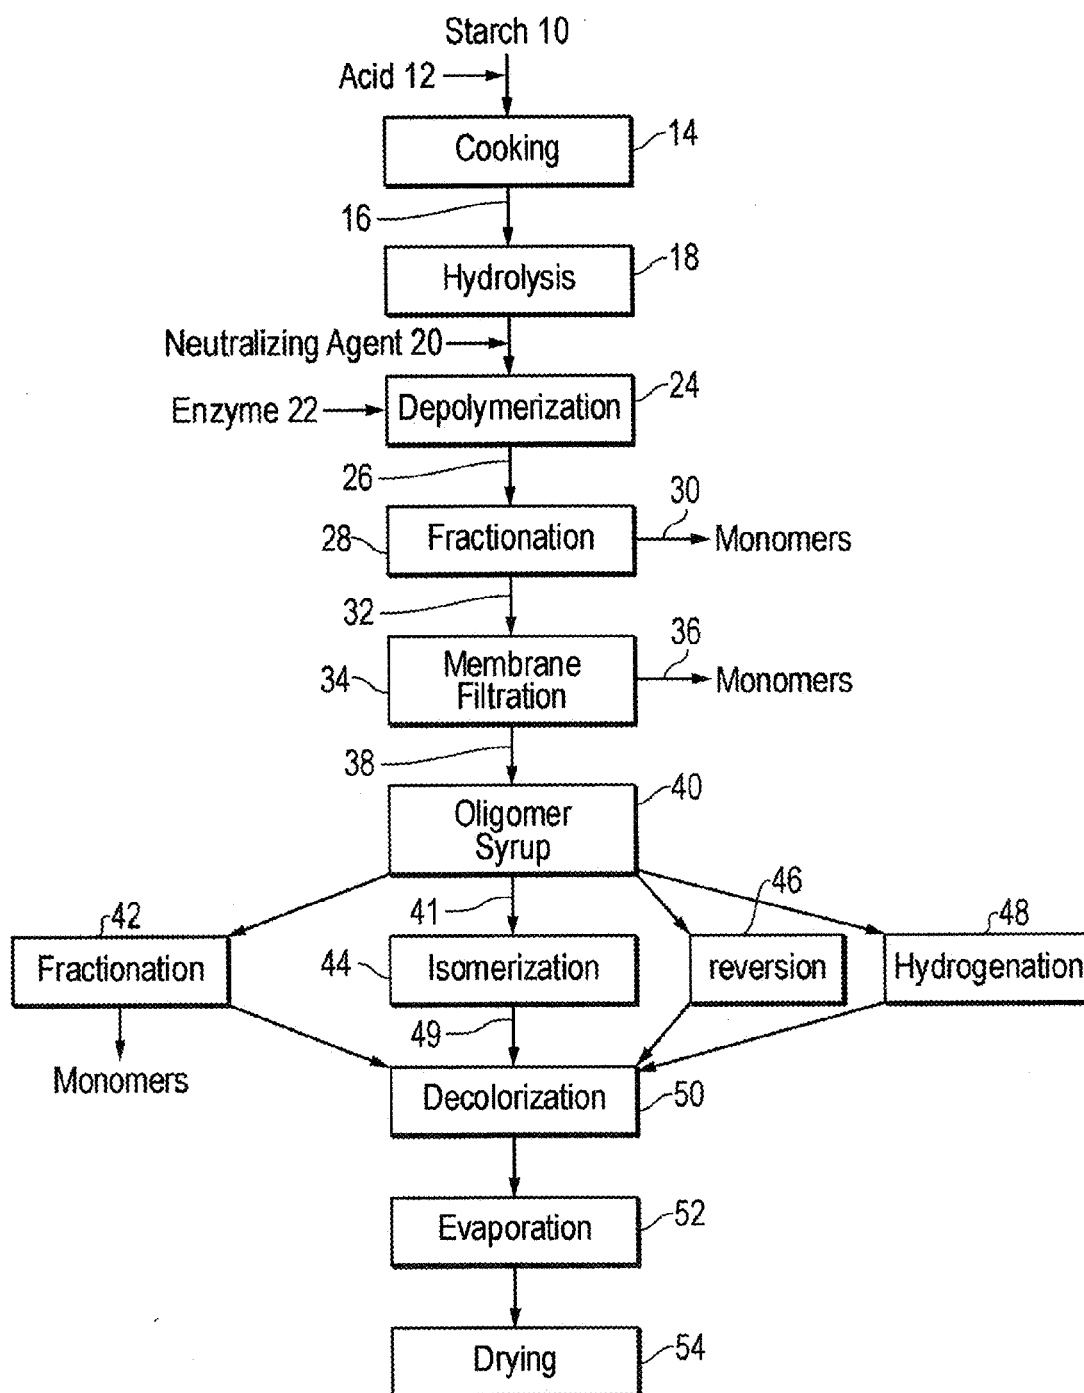 Starch 10
Acid 12
Cooking
14
16
Hydrolysis
18
Neutralizing Agent 20
Enzyme 22
Depolymerization
24
26
28
Fractionation
30
Monomers
32
34
Membrane
Filtration
36
Monomers
38
Oligomer
Syrup
40
41
42
Fractionation
44
Isomerization
46
reversion
48
Hydrogenation
49
Monomers
Decolorization
50
Evaporation
52
Drying
54